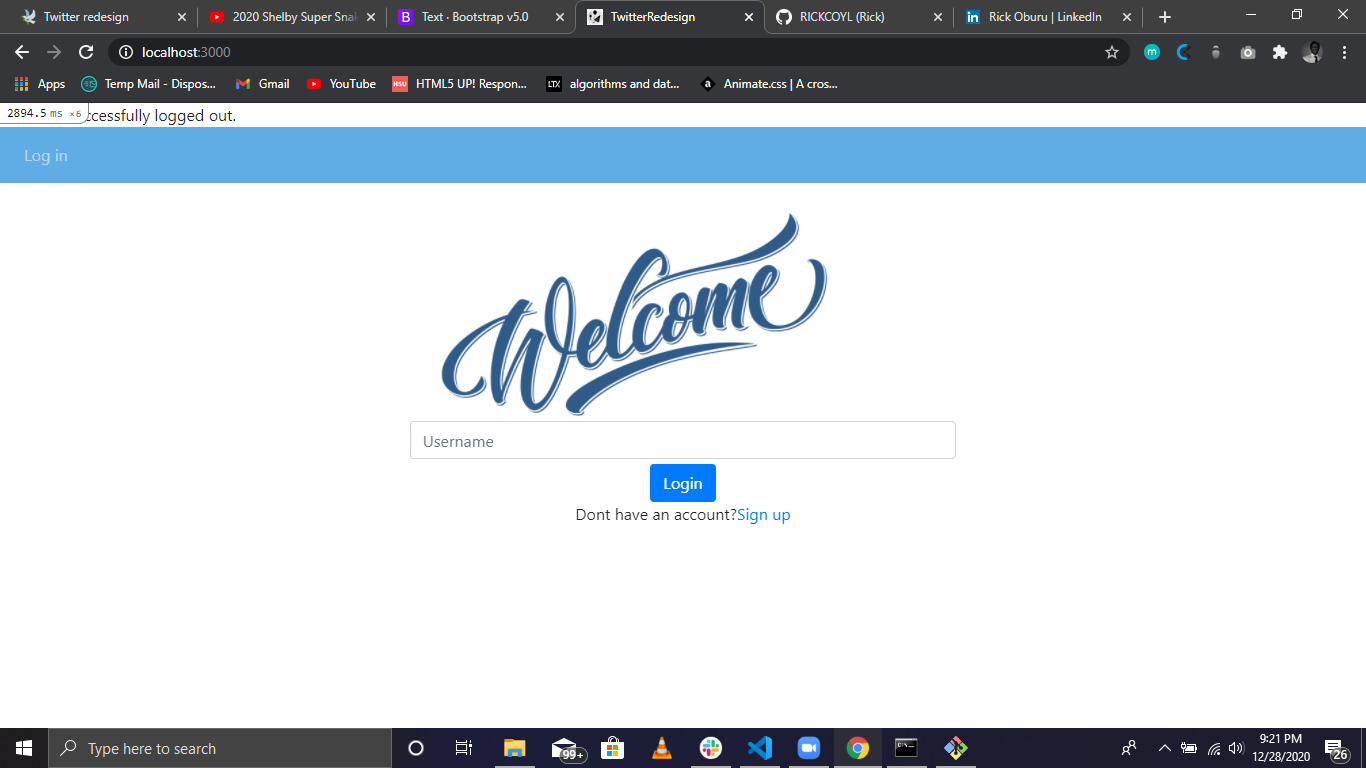 Twitter redesign
2020 Shelby Super Sna
Text · Bootstrap v5.0
TwitterRedesign
RICKCOYL (Rick)
Rick Oburu | LinkedIn
localhost:3000
Apps
Temp Mail - Dispos...
Gmail
YouTube
HSU
HTML5 UP! Respon...
LTX
algorithms and dat...
a
Animate.css | A cros...
2894.5 ms ×6
ccessfully logged out.
Log in
Welcome
Username
Login
Dont have an account?Sign up
Type here to search
99+
9:21 PM
12/28/2020
26